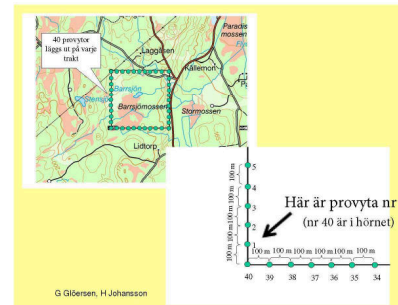 40 provytor
läggs ut på varje
trakt
Paradis
mossen
Laggåsen
Källemon
Barrsjön
Barrsjömossen
Stormossen
Lidtorp
100 m
100 m
100 m
100 m
100 m
5
4
3
2
1
Här är provyta nr
(nr 40 är i hörnet)
100 m 100 m 100 m 100 m 100 m
40 39 38 37 36 35 34
G Glöersen, H Johansson